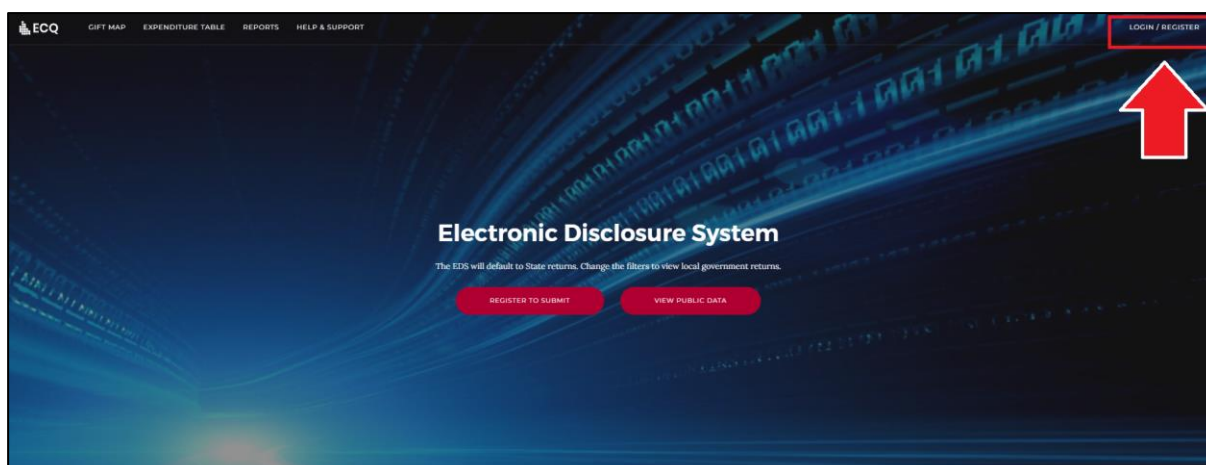 ECQ GIFT MAP EXPENDITURE TABLE REPORTS HELP & SUPPORT LOGIN / REGISTER
Electronic Disclosure System
The EDS will default to State returns. Change the filters to view local government returns.
REGISTER TO SUBMIT VIEW PUBLIC DATA